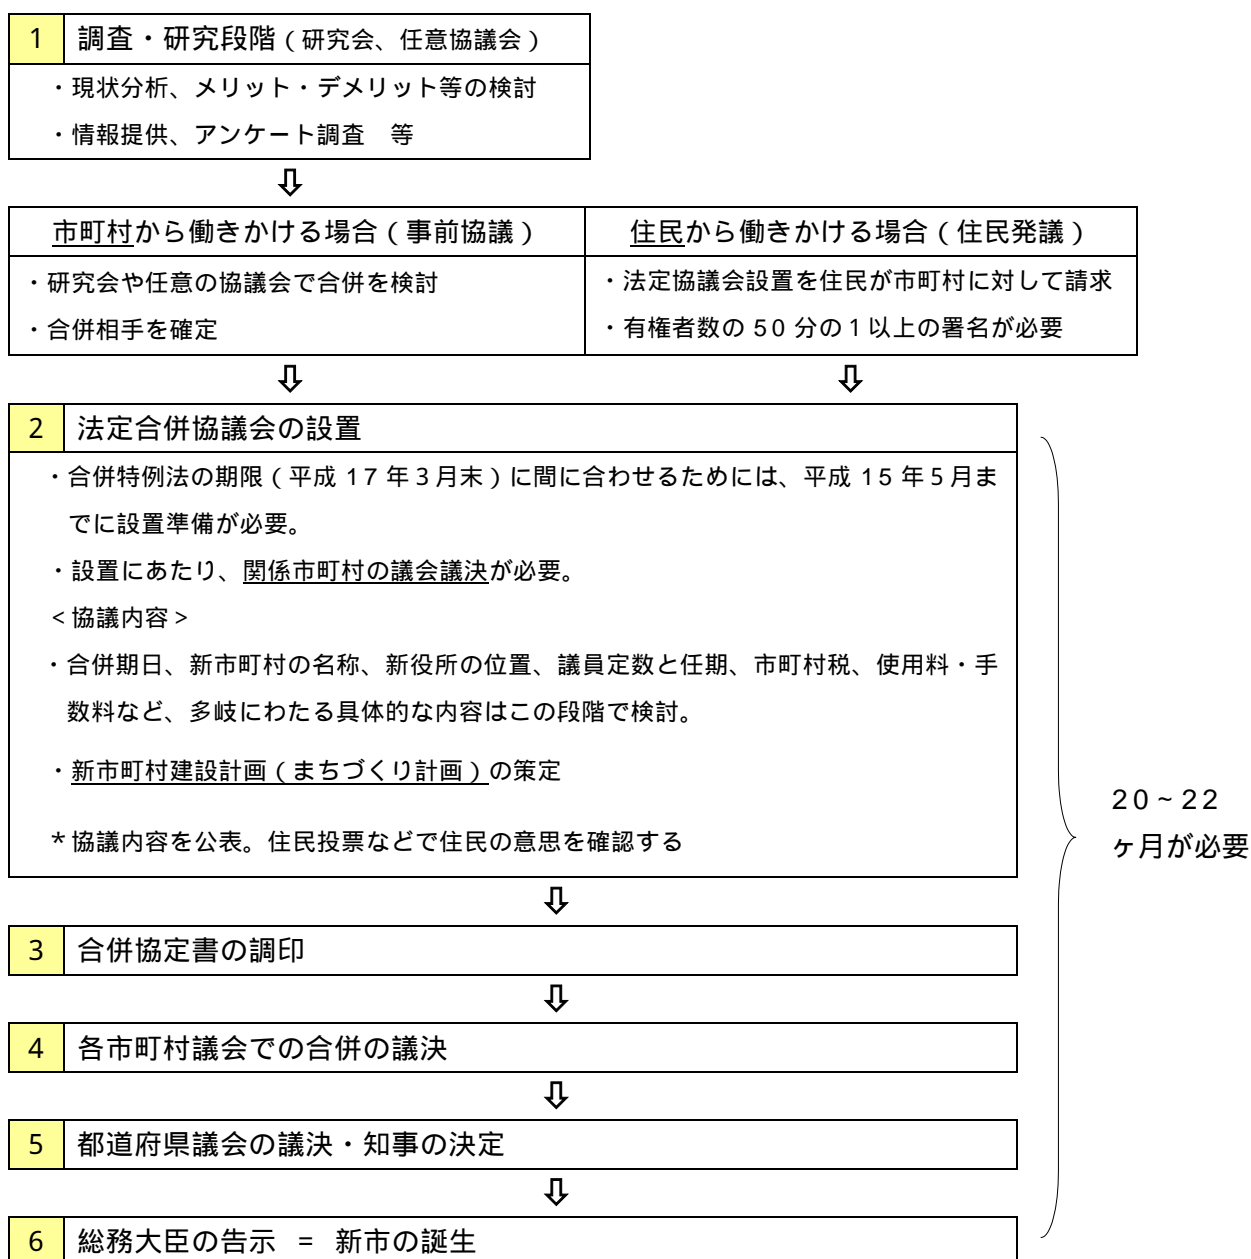 1 調査・研究段階(研究会、任意協議会)
・現状分析、メリット・デメリット等の検討
・情報提供、アンケート調査　等
⇩
市町村から働きかける場合(事前協議)
・研究会や任意の協議会で合併を検討
・合併相手を確定
住民から働きかける場合(住民発議)
・法定協議会設置を住民が市町村に対して請求
・有権者数の50分の1以上の署名が必要
⇩ ⇩
2 法定合併協議会の設置
・合併特例法の期限(平成17年3月末)に間に合わせるためには、平成15年5月ま
でに設置準備が必要。
・設置にあたり、関係市町村の議会議決が必要。
<協議内容>
・合併期日、新市町村の名称、新役所の位置、議員定数と任期、市町村税、使用料・手
数料など、多岐にわたる具体的な内容はこの段階で検討。
・新市町村建設計画(まちづくり計画)の策定
*協議内容を公表。住民投票などで住民の意思を確認する
20~22
ヶ月が必要
⇩
3 合併協定書の調印
⇩
4 各市町村議会での合併の議決
⇩
5 都道府県議会の議決・知事の決定
⇩
6 総務大臣の告示 = 新市の誕生